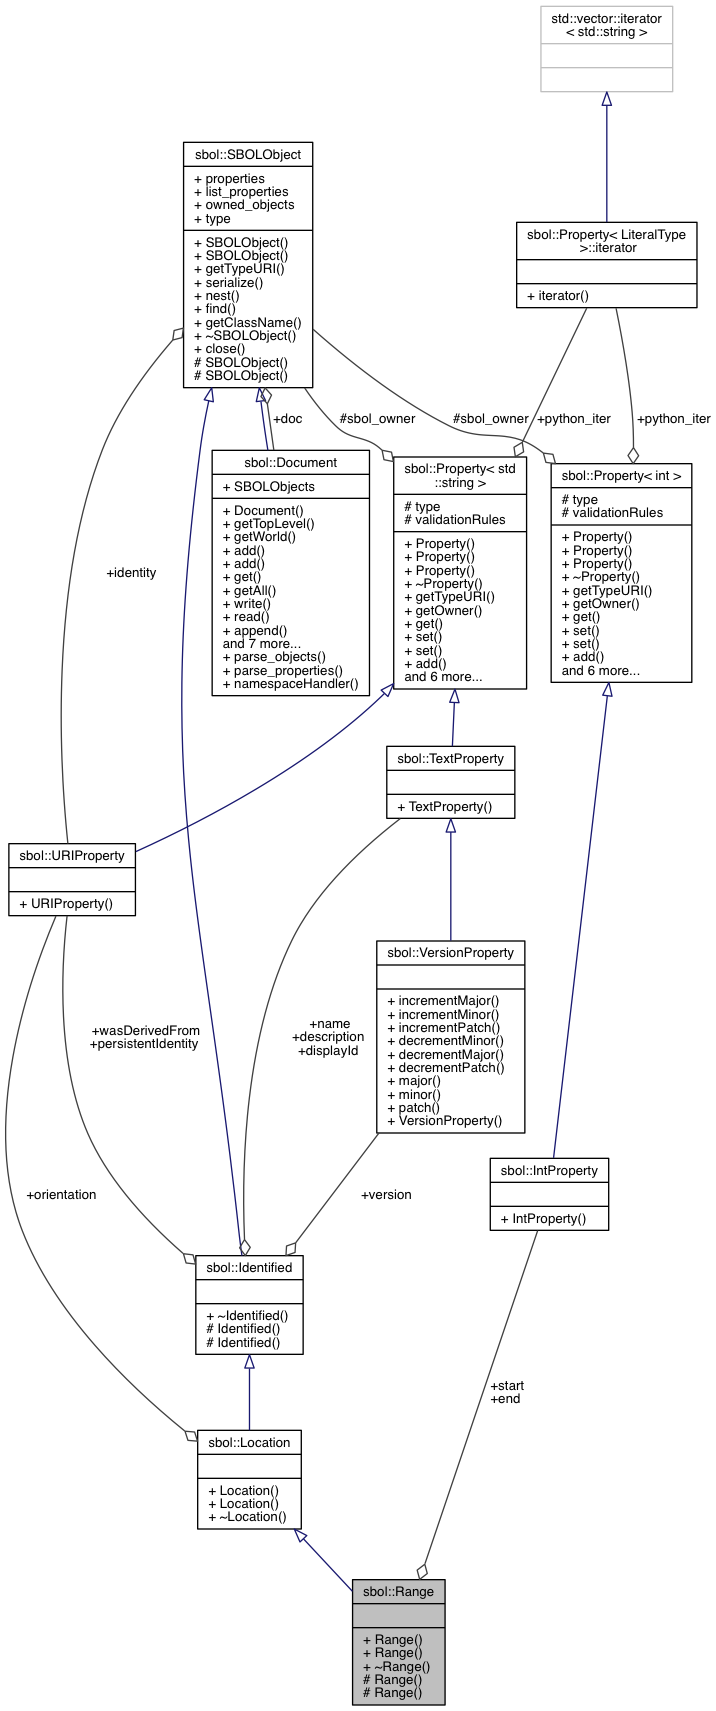 std::vector::iterator
< std::string >
sbol::SBOLObject
+ properties
+ list_properties
+ owned_objects
+ type
+ SBOLObject()
+ SBOLObject()
+ getTypeURI()
+ serialize()
+ nest()
+ find()
+ getClassName()
+ ~SBOLObject()
+ close()
# SBOLObject()
# SBOLObject()
sbol::Property< LiteralType
>::iterator
+ iterator()
+doc
#sbol_owner
+python_iter
#sbol_owner
+python_iter
sbol::Document
+ SBOLObjects
+ Document()
+ getTopLevel()
+ getWorld()
+ add()
+ add()
+ get()
+ getAll()
+ write()
+ read()
+ append()
and 7 more...
+ parse_objects()
+ parse_properties()
+ namespaceHandler()
sbol::Property< std
::string >
# type
# validationRules
+ Property()
+ Property()
+ Property()
+ ~Property()
+ getTypeURI()
+ getOwner()
+ get()
+ set()
+ set()
+ add()
and 6 more...
sbol::Property< int >
# type
# validationRules
+ Property()
+ Property()
+ Property()
+ ~Property()
+ getTypeURI()
+ getOwner()
+ get()
+ set()
+ set()
+ add()
and 6 more...
+identity
sbol::TextProperty
+ TextProperty()
sbol::URIProperty
+ URIProperty()
sbol::VersionProperty
+ incrementMajor()
+ incrementMinor()
+ incrementPatch()
+ decrementMinor()
+ decrementMajor()
+ decrementPatch()
+ major()
+ minor()
+ patch()
+ VersionProperty()
+wasDerivedFrom
+persistentIdentity
+name
+description
+displayId
sbol::IntProperty
+ IntProperty()
+orientation
+version
sbol::Identified
+ ~Identified()
# Identified()
# Identified()
+start
+end
sbol::Location
+ Location()
+ Location()
+ ~Location()
sbol::Range
+ Range()
+ Range()
+ ~Range()
# Range()
# Range()